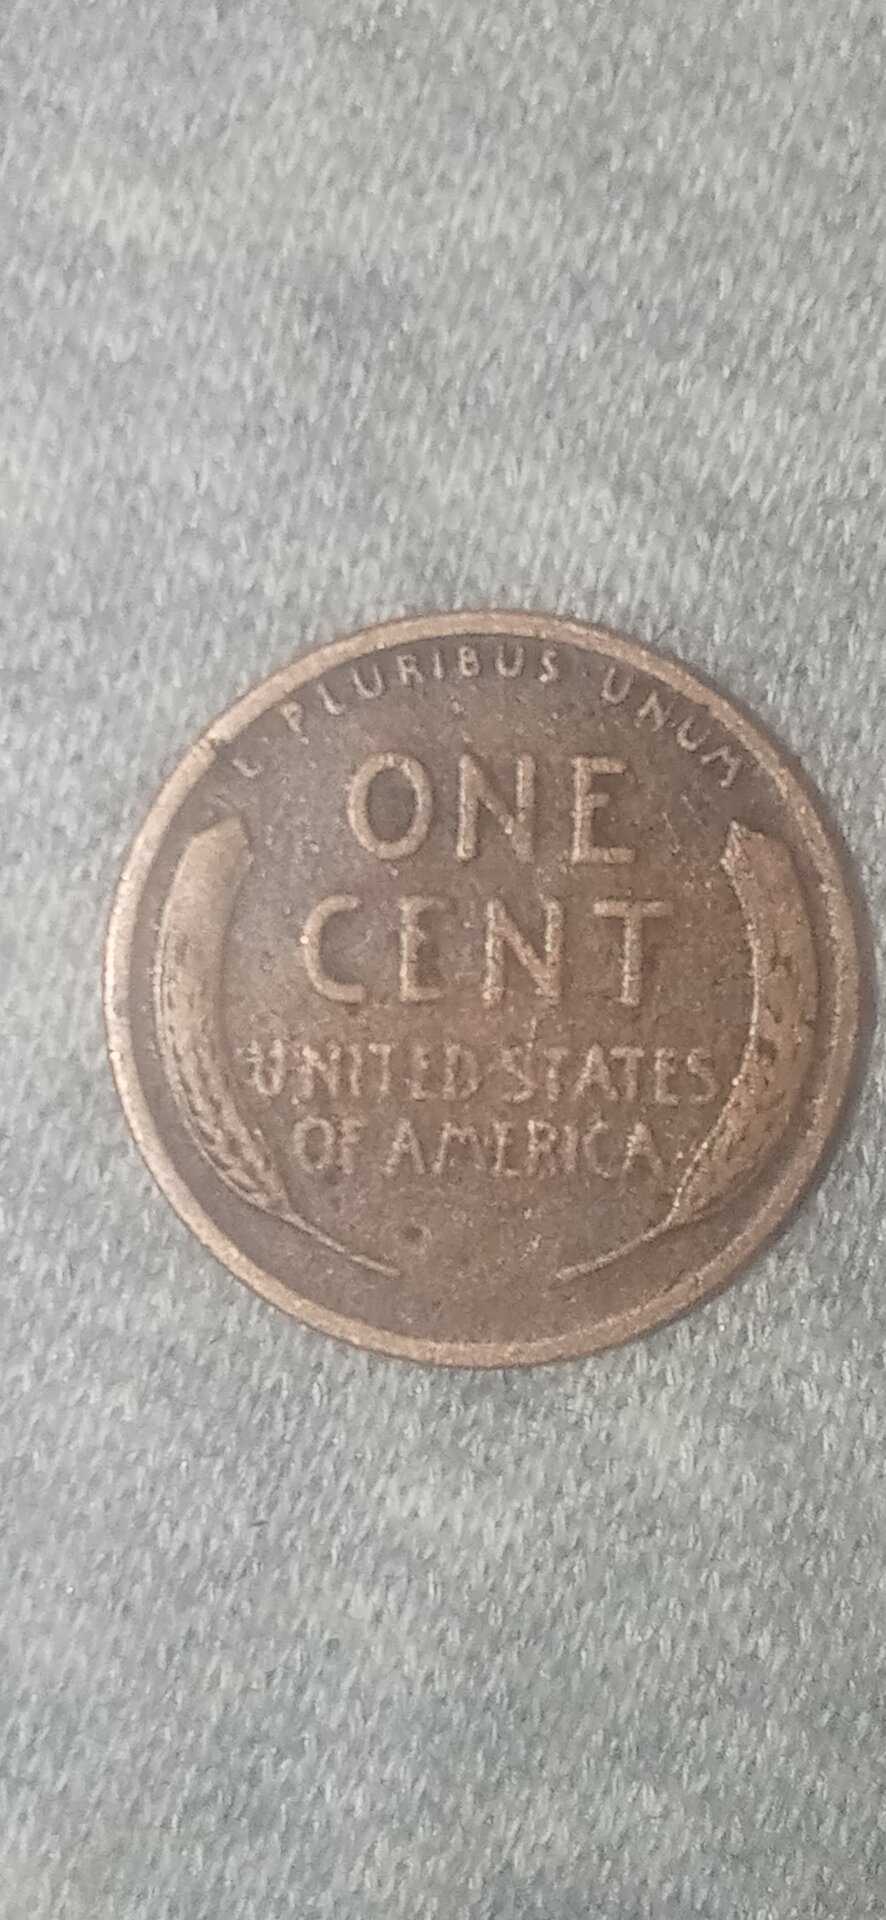 PLURIBUS UNUM
ONE
CENT
UNITED STATES
OF AMERICA